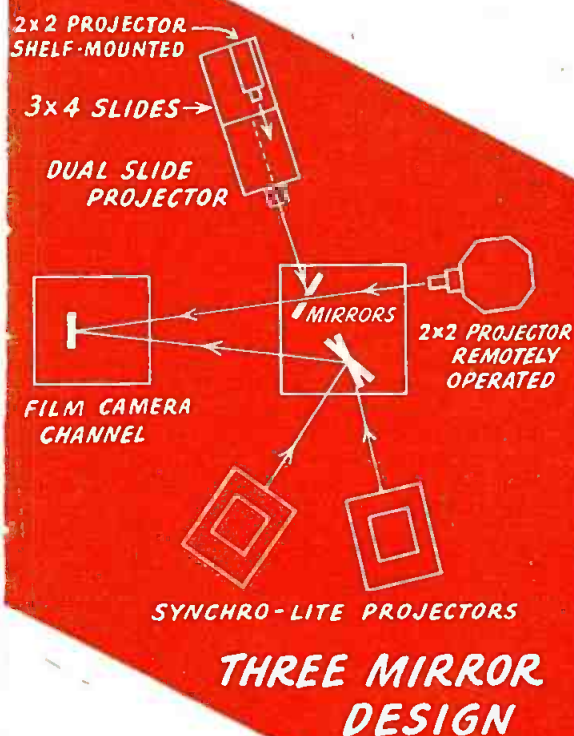 2x2 PROJECTOR
SHELF-MOUNTED
3x4 SLIDES
DUAL SLIDE
PROJECTOR
MIRRORS
2x2 PROJECTOR
REMOTELY
OPERATED
FILM CAMERA
CHANNEL
SYNCHRO-LITE PROJECTORS
THREE MIRROR
DESIGN